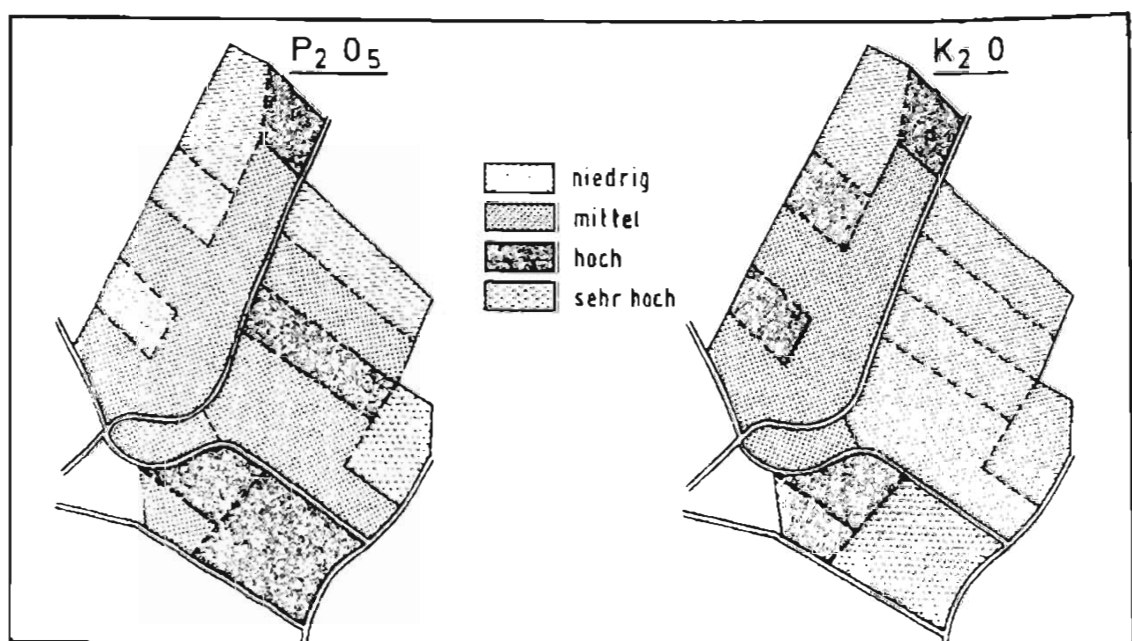 P₂ O₅
K₂ O
niedrig
mittel
hoch
sehr hoch